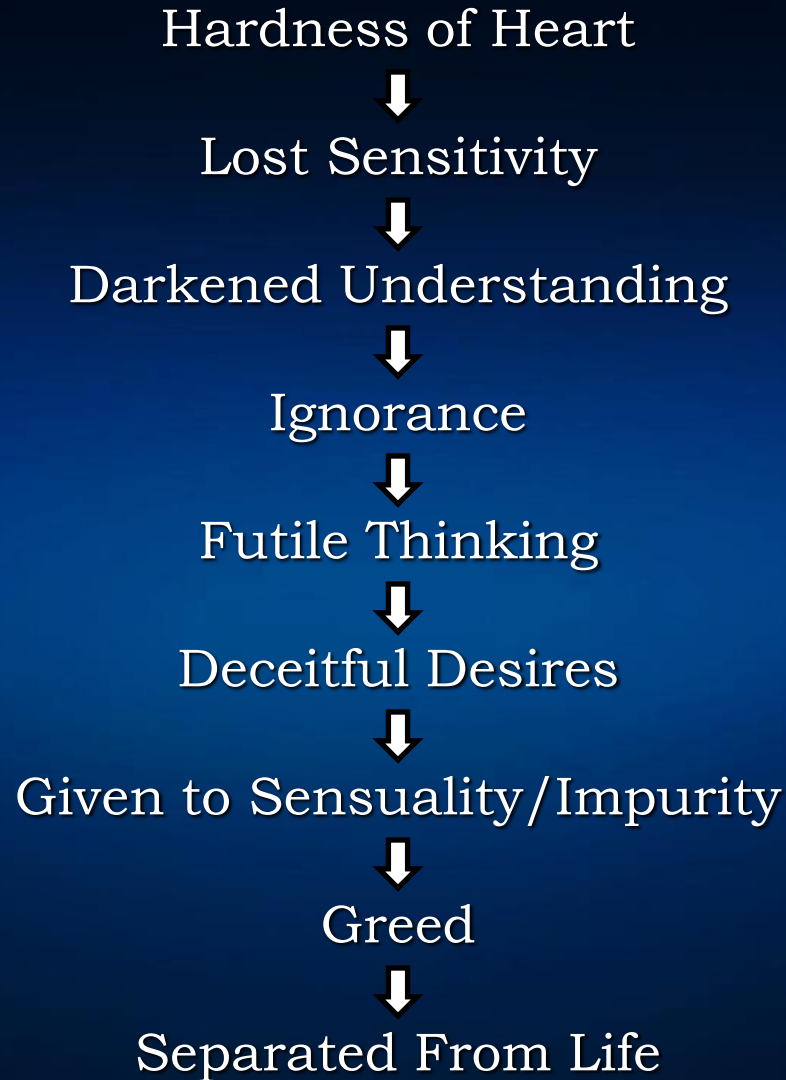 Hardness of Heart
Lost Sensitivity
Darkened Understanding
Ignorance
Futile Thinking
Deceitful Desires
Given to Sensuality/Impurity
Greed
Separated From Life